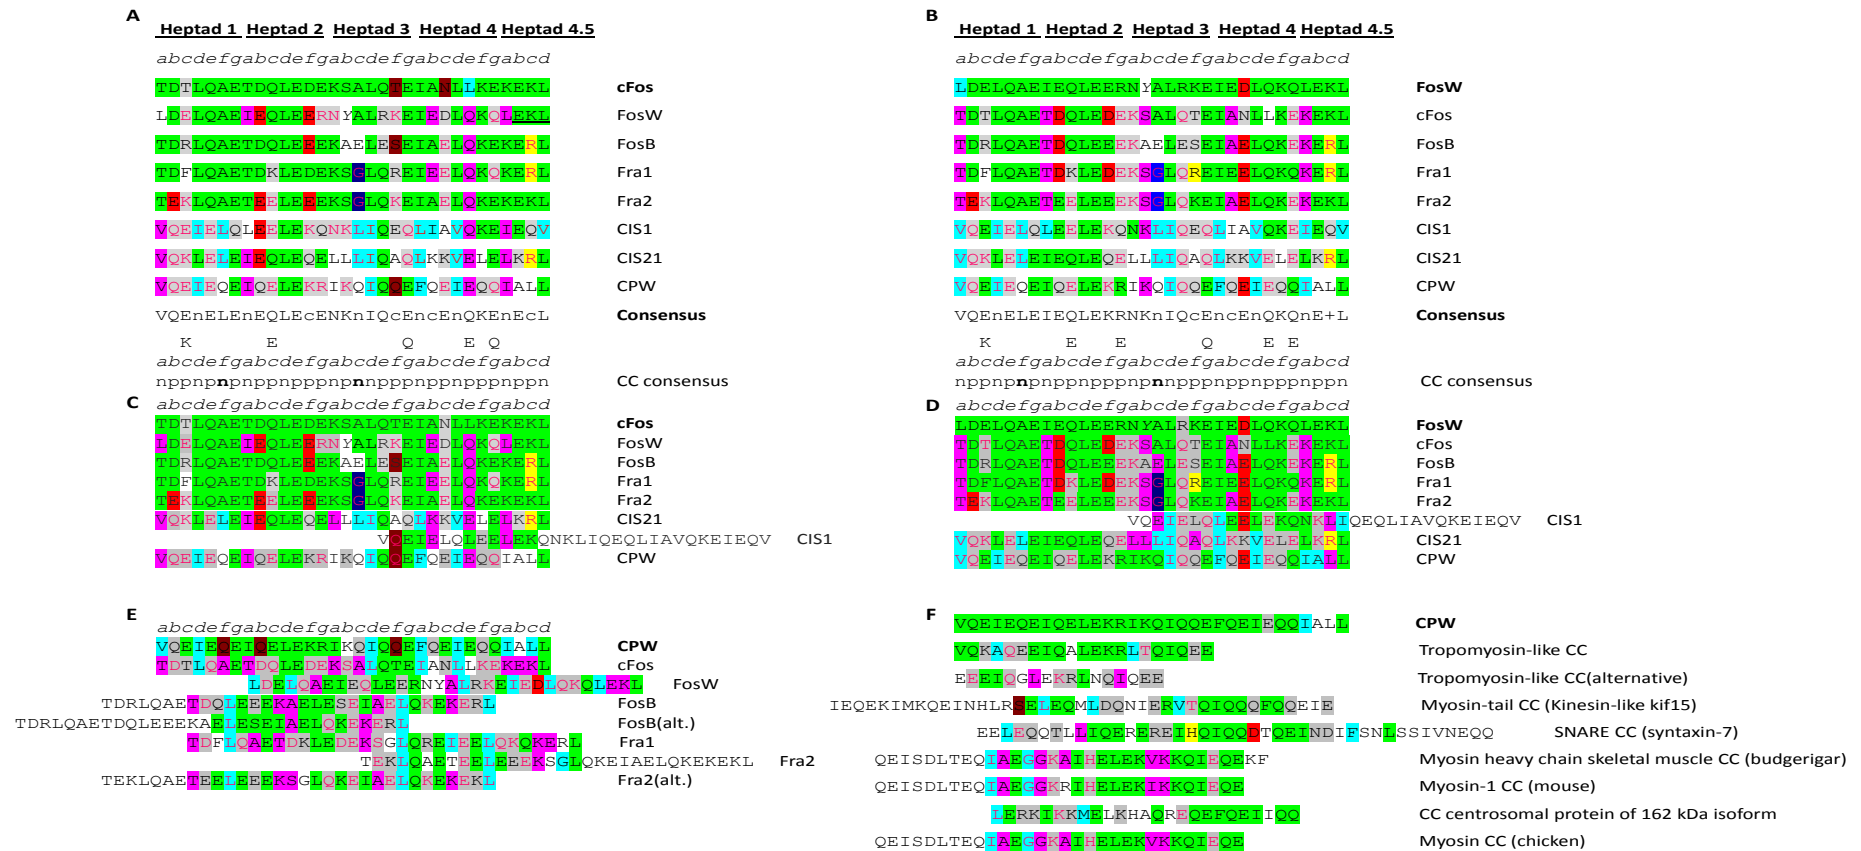 A
Heptad 1 Heptad 2 Heptad 3 Heptad 4 Heptad 4.5
abcdefgabcdefgabcdefgabcdefgabcd
TDTLQAETDQLEDEKSALQTEIANLLKEKEKL cFos
LDELQAEIEQLEERNYALRKEIEDLQKQLEKL FosW
TDRLQAETDQLEEEKAELESEIAELQKEKERL FosB
TDFLQAETDKLEDEKSGLQREIEELQKQKERL Fra1
TEKLQAETEELEEEKSGLQKEIAELQKEKEKL Fra2
VQEIELQLEELEKQNKLIQEQLIAVQKEIEQV CIS1
VQKLELEIEQLEQELLLIQAQLKKVELELKRL CIS21
VQEIEQEIQELEKRIKQIQQEFQEIEQQIALL CPW
VQEnELEnEQLEcENKnIQcEncEnQKEnEcL Consensus
K E Q E Q
abcdefgabcdefgabcdefgabcdefgabcd
CC consensus
B
Heptad 1 Heptad 2 Heptad 3 Heptad 4 Heptad 4.5
abcdefgabcdefgabcdefgabcdefgabcd
LDELQAEIEQLEERNYALRKEIEDLQKQLEKL FosW
TDTLQAETDQLEDEKSALQTEIANLLKEKEKL cFos
TDRLQAETDQLEEEKAELESEIAELQKEKERL FosB
TDFLQAETDKLEDEKSGLQREIEELQKQKERL Fra1
TEKLQAETEELEEEKSGLQKEIAELQKEKEKL Fra2
VQEIELQLEELEKQNKLIQEQLIAVQKEIEQV CIS1
VQKLELEIEQLEQELLLIQAQLKKVELELKRL CIS21
VQEIEQEIQELEKRIKQIQQEFQEIEQQIALL CPW
VQEnELEIEQLEKRNKnIQcEncEnQKQnE+L Consensus
K E E Q E E
abcdefgabcdefgabcdefgabcdefgabcd
CC consensus
C
abcdefgabcdefgabcdefgabcdefgabcd
TDTLQAETDQLEDEKSALQTEIANLLKEKEKL cFos
LDELQAEIEQLEERNYALRKEIEDLQKQLEKL FosW
TDRLQAETDQLEEEKAELESEIAELQKEKERL FosB
TDFLQAETDKLEDEKSGLQREIEELQKQKERL Fra1
TEKLQAETEELEEEKSGLQKEIAELQKEKEKL Fra2
VQKLELEIEQLEQELLLIQAQLKKVELELKRL CIS21
VQEIELQLEELEKQNKLIQEQLIAVQKEIEQV CIS1
VQEIEQEIQELEKRIKQIQQEFQEIEQQIALL CPW
D
abcdefgabcdefgabcdefgabcdefgabcd
LDELQAEIEQLEERNYALRKEIEDLQKQLEKL FosW
TDTLQAETDQLEDEKSALQTEIANLLKEKEKL cFos
TDRLQAETDQLEEEKAELESEIAELQKEKERL FosB
TDFLQAETDKLEDEKSGLQREIEELQKQKERL Fra1
TEKLQAETEELEEEKSGLQKEIAELQKEKEKL Fra2
VQEIELQLEELEKQNKLIQEQLIAVQKEIEQV CIS1
VQKLELEIEQLEQELLLIQAQLKKVELELKRL CIS21
VQEIEQEIQELEKRIKQIQQEFQEIEQQIALL CPW
E
abcdefgabcdefgabcdefgabcdefgabcd
VQEIEQEIQELEKRIKQIQQEFQEIEQQIALL CPW
TDTLQAETDQLEDEKSALQTEIANLLKEKEKL cFos
LDELQAEIEQLEERNYALRKEIEDLQKQLEKL FosW
TDRLQAETDQLEEEKAELESEIAELQKEKERL FosB
TDRLQAETDQLEEEKAELESEIAELQKEKERL FosB(alt.)
TDFLQAETDKLEDEKSGLQREIEELQKQKERL Fra1
TEKLQAETEELEEEKSGLQKEIAELQKEKEKL Fra2
TEKLQAETEELEEEKSGLQKEIAELQKEKEKL Fra2(alt.)
F
VQEIEQEIQELEKRIKQIQQEFQEIEQQIALL CPW
VQKAQEEIQALEKRLTQIQEE Tropomyosin-like CC
EEEIQGLEKRLNQIQEE Tropomyosin-like CC(alternative)
IEQEKIMKQEINHLRSELEQMLDQNIERVTQIQQQFQQEIE Myosin-tail CC (Kinesin-like kif15)
EELEQQTLLIQEREREIHQIQQDTQEINDIFSNLSSIVNEQQ SNARE CC (syntaxin-7)
QEISDLTEQIAEGGKAIHELEKVKKQIEQEKF Myosin heavy chain skeletal muscle CC (budgerigar)
QEISDLTEQIAEGGKRIHELEKIKKQIEQE Myosin-1 CC (mouse)
LERKIKKMELKHAQREQEFQEIIQQ CC centrosomal protein of 162 kDa isoform
QEISDLTEQIAEGGKAIHELEKVKKQIEQE Myosin CC (chicken)